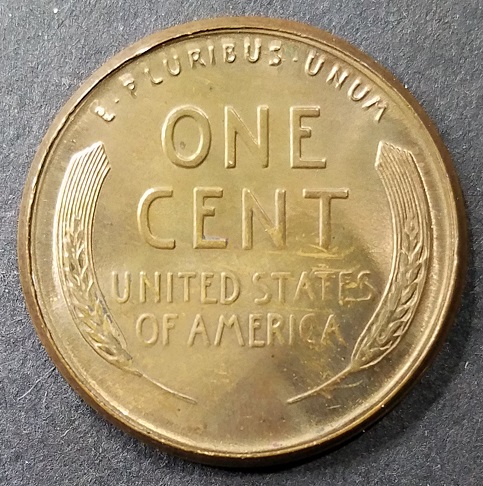 E·PLURIBUS·UNUM
ONE
CENT
UNITED STATES
OF AMERICA